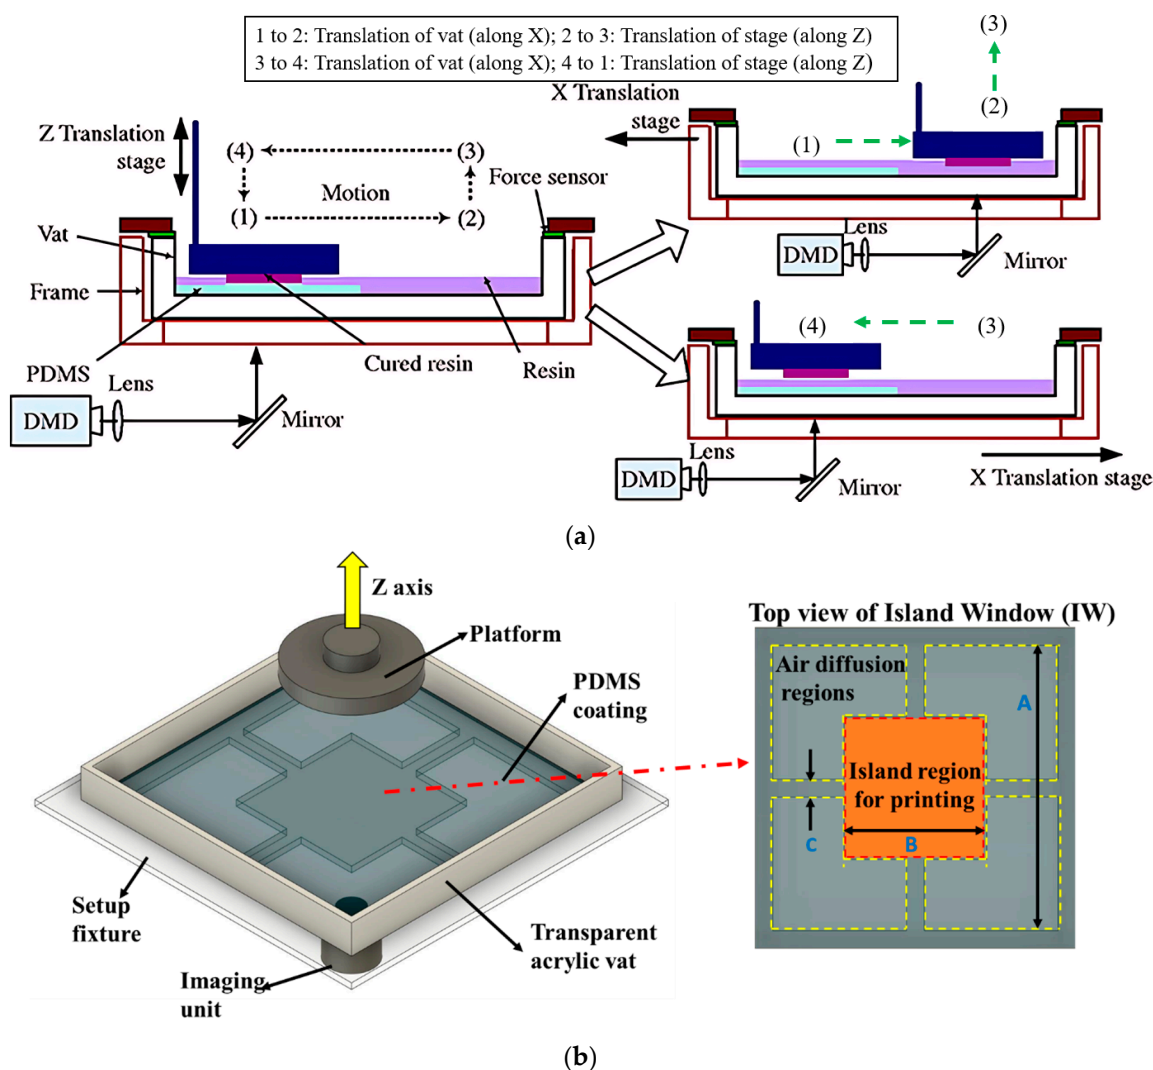 1 to 2: Translation of vat (along X); 2 to 3: Translation of stage (along Z)
3 to 4: Translation of vat (along X); 4 to 1: Translation of stage (along Z)
Z Translation
stage
(4)
(3)
Motion
(1)
(2)
Force sensor
Vat
Frame
PDMS
Lens
DMD
Mirror
Cured resin
Resin
X Translation
stage
(3)
(2)
(1)
Lens
DMD
Mirror
(4)
(3)
Lens
DMD
Mirror
X Translation stage
(a)
Z axis
Platform
PDMS
coating
Setup
fixture
Imaging
unit
Transparent
acrylic vat
Top view of Island Window (IW)
Air diffusion
regions
A
Island region
for printing
C
B
(b)